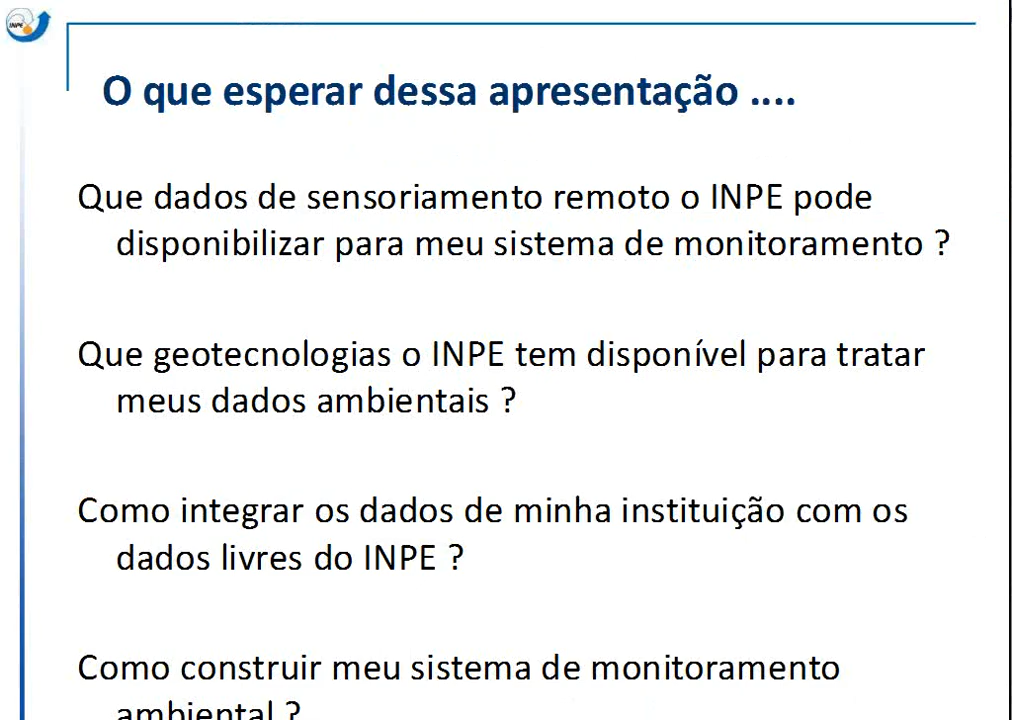 INPE
O que esperar dessa apresentação ....
Que dados de sensoriamento remoto o INPE pode
disponibilizar para meu sistema de monitoramento ?
Que geotecnologias o INPE tem disponível para tratar
meus dados ambientais ?
Como integrar os dados de minha instituição com os
dados livres do INPE ?
Como construir meu sistema de monitoramento
ambiental ?